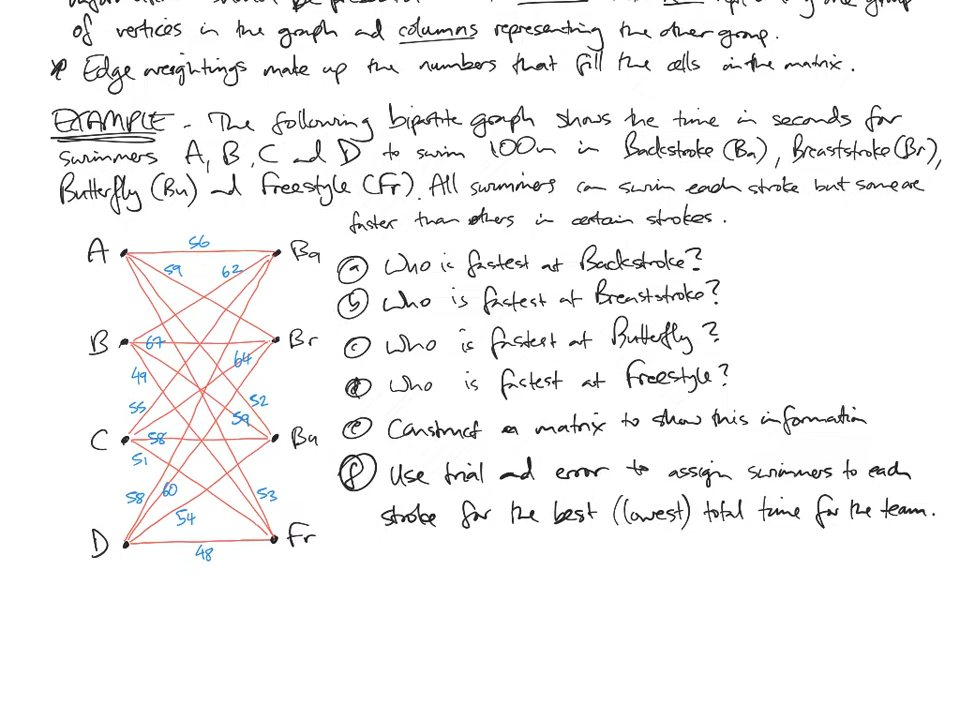 of vertices in the graph and columns representing the other group.
* Edge weightings make up the numbers that fill the cells in the matrix.
EXAMPLE - The following bipartite graph shows the time in seconds for
swimmers A, B, C and D to swim 100m in Backstroke (Ba), Breaststroke (Br),
Butterfly (Bu) and Freestyle (Fr). All swimmers can swim each stroke but some are
faster than others in certain strokes.
A 56 Ba
59 62
B 67 Br
64
49
55 52
59
C 58 Bu
51
58 60 53
54
D 48 Fr
(a) Who is fastest at Backstroke?
(b) Who is fastest at Breaststroke?
(c) Who is fastest at Butterfly?
(d) Who is fastest at Freestyle?
(e) Construct a matrix to show this information
(f) Use trial and error to assign swimmers to each
stroke for the best (lowest) total time for the team.